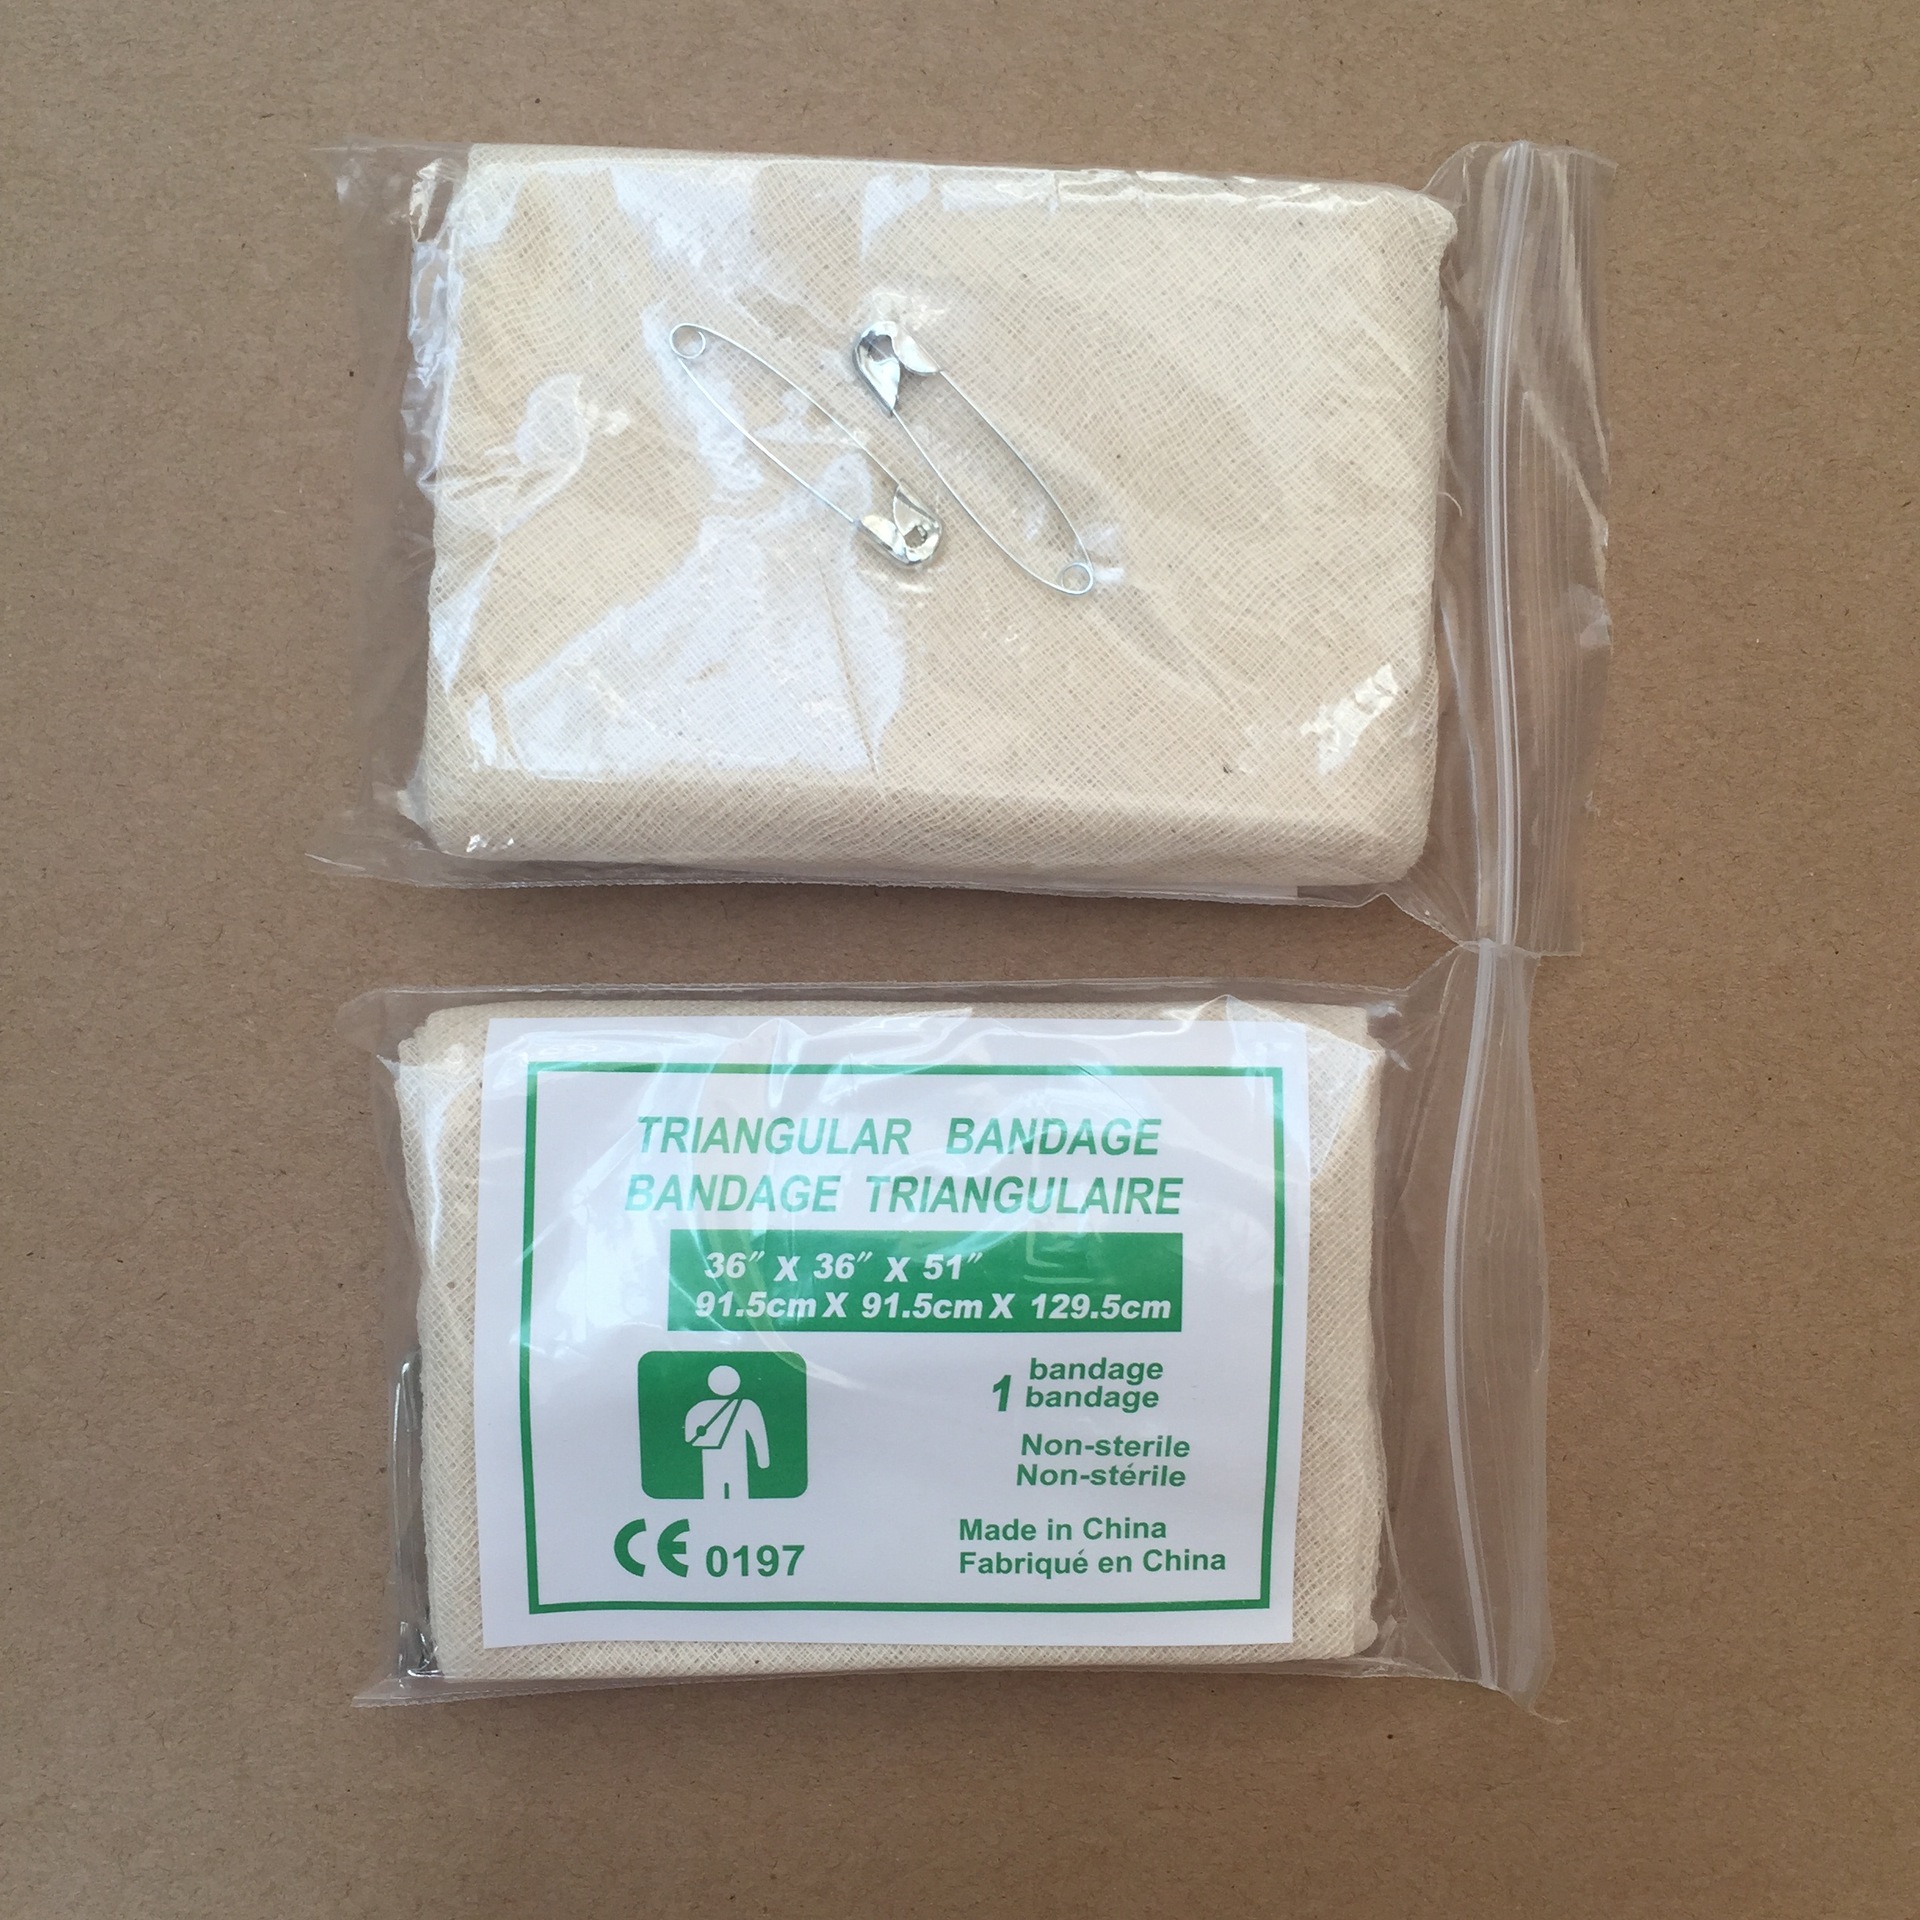 TRIANGULAR BANDAGE
BANDAGE TRIANGULAIRE
36″ X 36″ X 51″
91.5cm X 91.5cm X 129.5cm
1 bandage
bandage
Non-sterile
Non-stérile
CE 0197
Made in China
Fabriqué en China